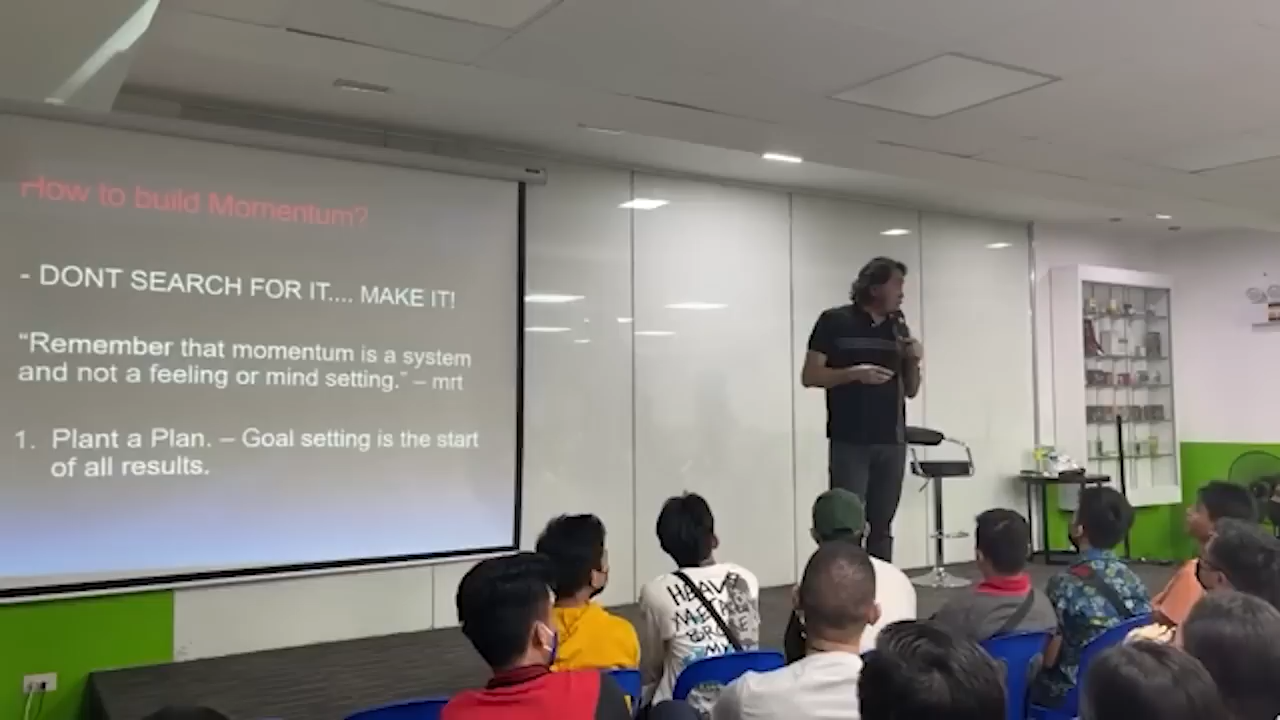 How to build Momentum?
- DONT SEARCH FOR IT.... MAKE IT!
“Remember that momentum is a system
and not a feeling or mind setting.” – mrt
1. Plant a Plan. – Goal setting is the start
of all results.